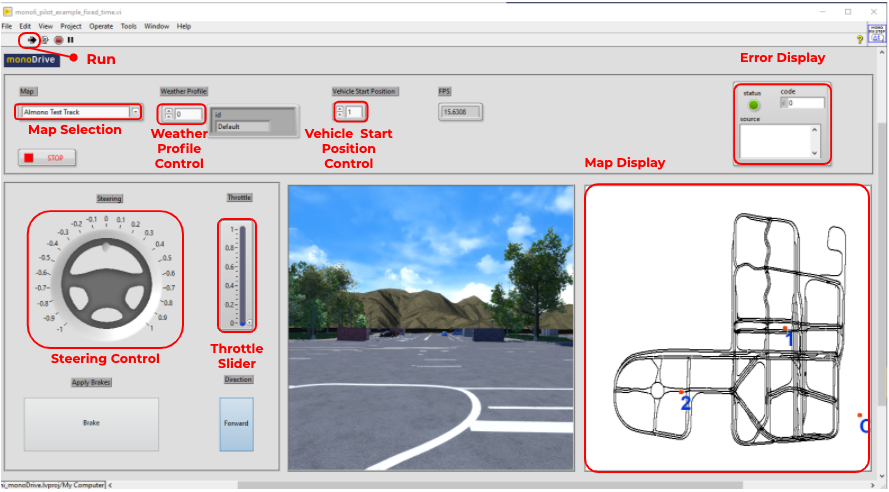 monoli_pilot_example_fixed_time.vi
File Edit View Project Operate Tools Window Help
Run
monoDrive
Error Display
Map
Weather Profile
Vehicle Start Position
FPS
Almono Test Track
0
id
Default
1
15.6308
status
code
0
source
Map Selection
Weather Profile Control
Vehicle Start Position Control
STOP
Map Display
Steering
Throttle
-1
-0.9
-0.8
-0.7
-0.6
-0.5
-0.4
-0.3
-0.2
-0.1
0
0.1
0.2
0.3
0.4
0.5
0.6
0.7
0.8
0.9
1
1
0.8
0.6
0.4
0.2
0
Steering Control
Throttle Slider
Apply Brakes
Direction
Brake
Forward
1
2
i_monoDrive.lvproj/My Computer